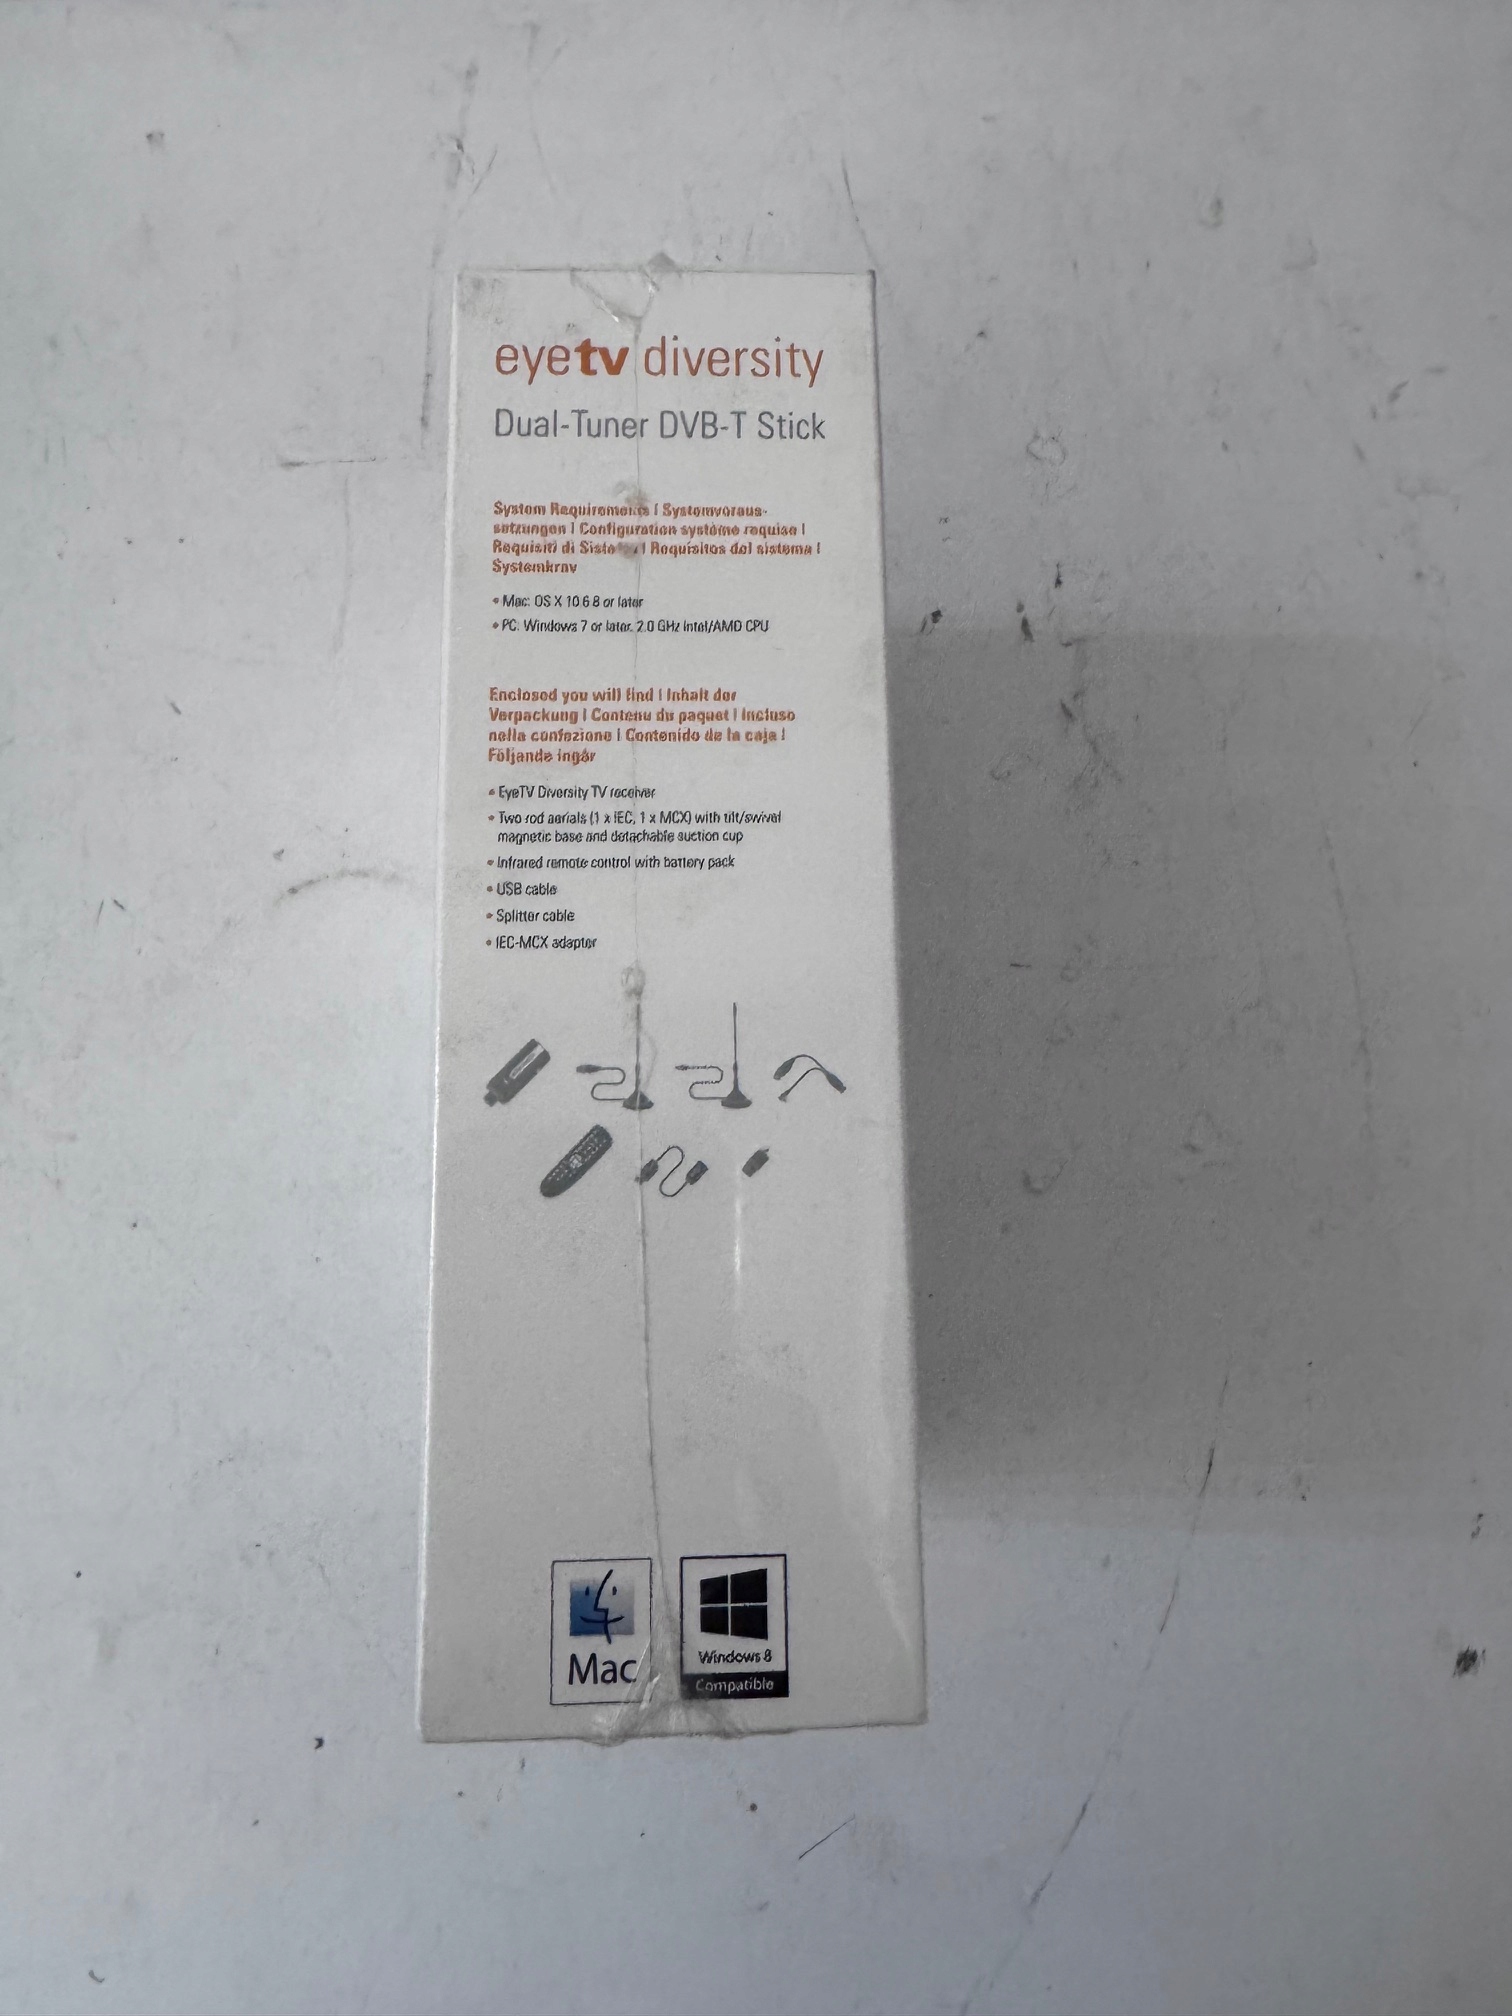 eyetv diversity
Dual-Tuner DVB-T Stick
System Requirements | Systemvoraus-
setzungen | Configuration système requise |
Requisiti di Sistema | Requisitos del sistema |
Systemkrav
• Mac: OS X 10.6.8 or later
• PC: Windows 7 or later. 2.0 GHz Intel/AMD CPU
Enclosed you will find | Inhalt der
Verpackung | Contenu du paquet | Incluso
nella confezione | Contenido de la caja |
Följande ingår
• EyeTV Diversity TV receiver
• Two rod aerials (1 x IEC, 1 x MCX) with tilt/swivel
magnetic base and detachable suction cup
• Infrared remote control with battery pack
• USB cable
• Splitter cable
• IEC-MCX adapter
Mac
Windows 8
Compatible